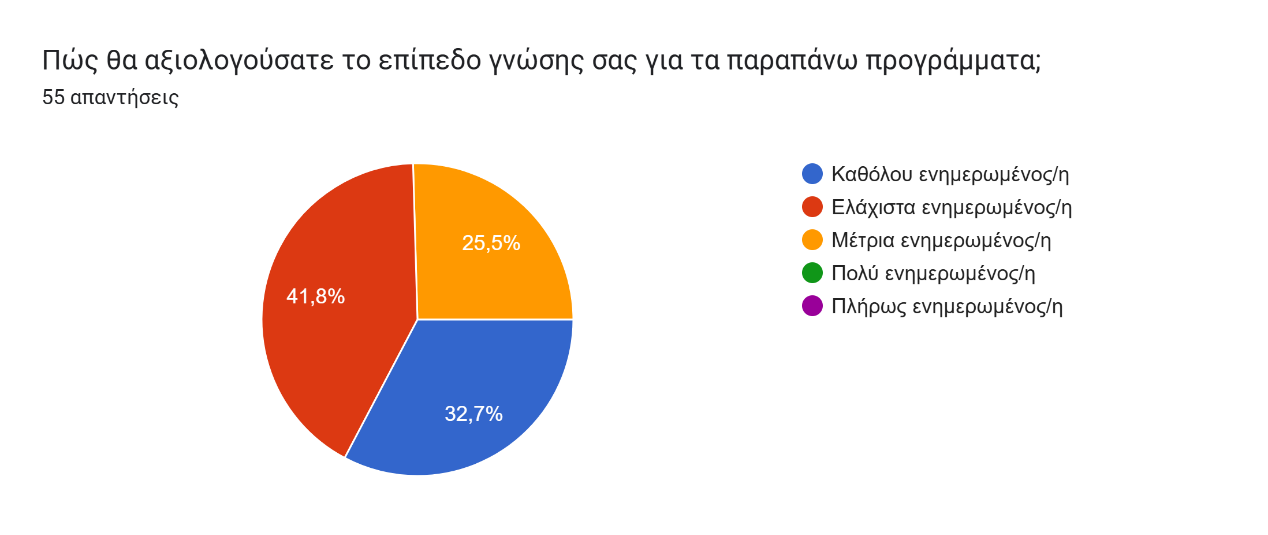 Πώς θα αξιολογούσατε το επίπεδο γνώσης σας για τα παραπάνω προγράμματα;
55 απαντήσεις
25,5%
41,8%
32,7%
Καθόλου ενημερωμένος/η
Ελάχιστα ενημερωμένος/η
Μέτρια ενημερωμένος/η
Πολύ ενημερωμένος/η
Πλήρως ενημερωμένος/η